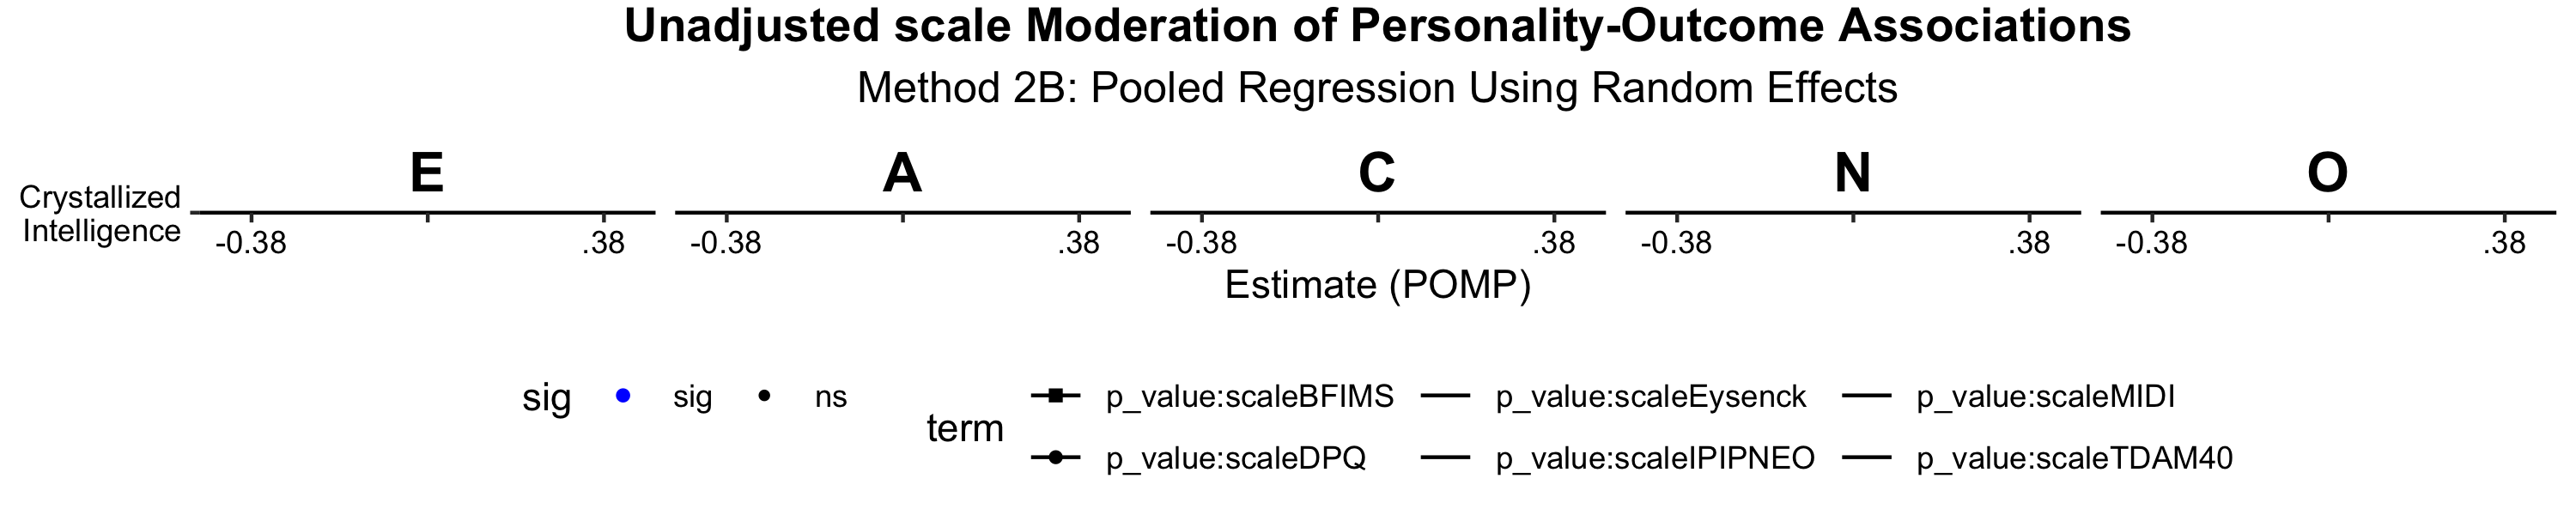 Unadjusted scale Moderation of Personality-Outcome Associations
Method 2B: Pooled Regression Using Random Effects
E A C N O
Crystallized
Intelligence
-0.38 .38 -0.38 .38 -0.38 .38 -0.38 .38 -0.38 .38
Estimate (POMP)
sig sig ns
term
p_value:scaleBFIMS p_value:scaleEysenck p_value:scaleMIDI
p_value:scaleDPQ p_value:scaleIPIPNEO p_value:scaleTDAM40